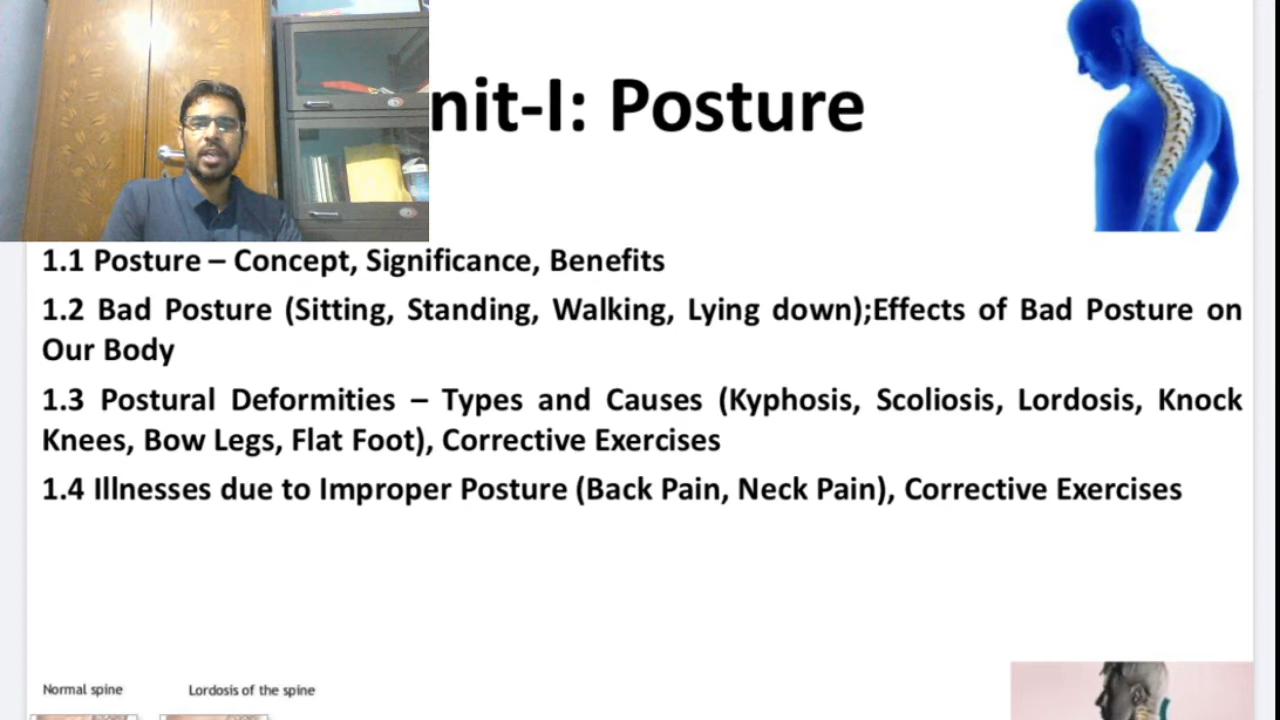 nit-I: Posture
1.1 Posture – Concept, Significance, Benefits
1.2 Bad Posture (Sitting, Standing, Walking, Lying down);Effects of Bad Posture on
Our Body
1.3 Postural Deformities – Types and Causes (Kyphosis, Scoliosis, Lordosis, Knock
Knees, Bow Legs, Flat Foot), Corrective Exercises
1.4 Illnesses due to Improper Posture (Back Pain, Neck Pain), Corrective Exercises
Normal spine
Lordosis of the spine